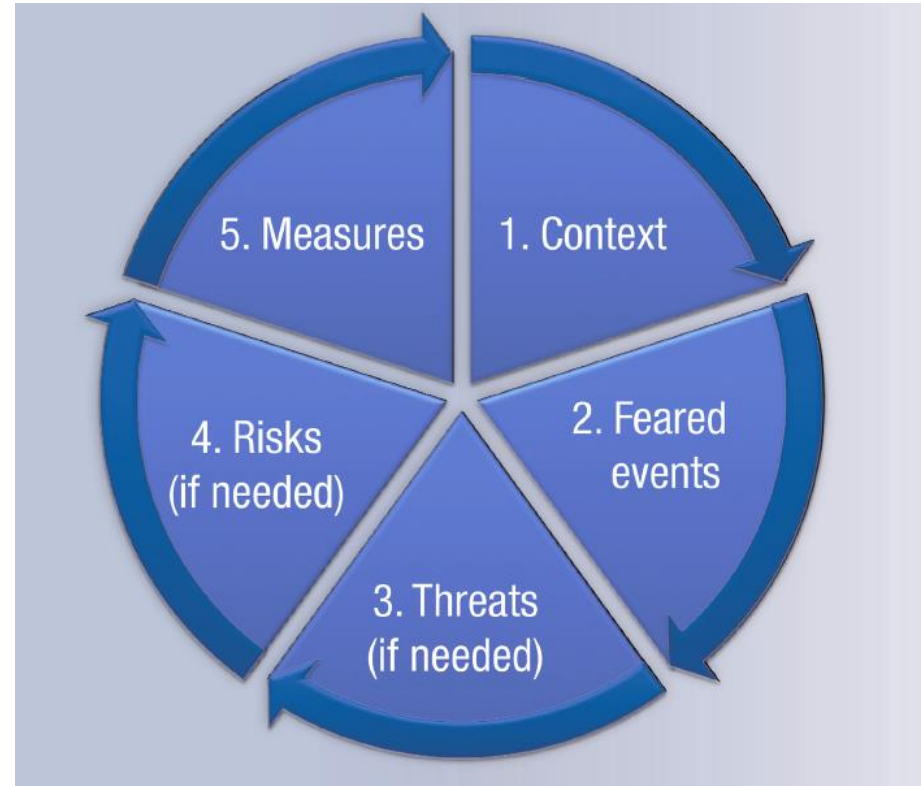 1. Context
2. Feared
events
3. Threats
(if needed)
4. Risks
(if needed)
5. Measures